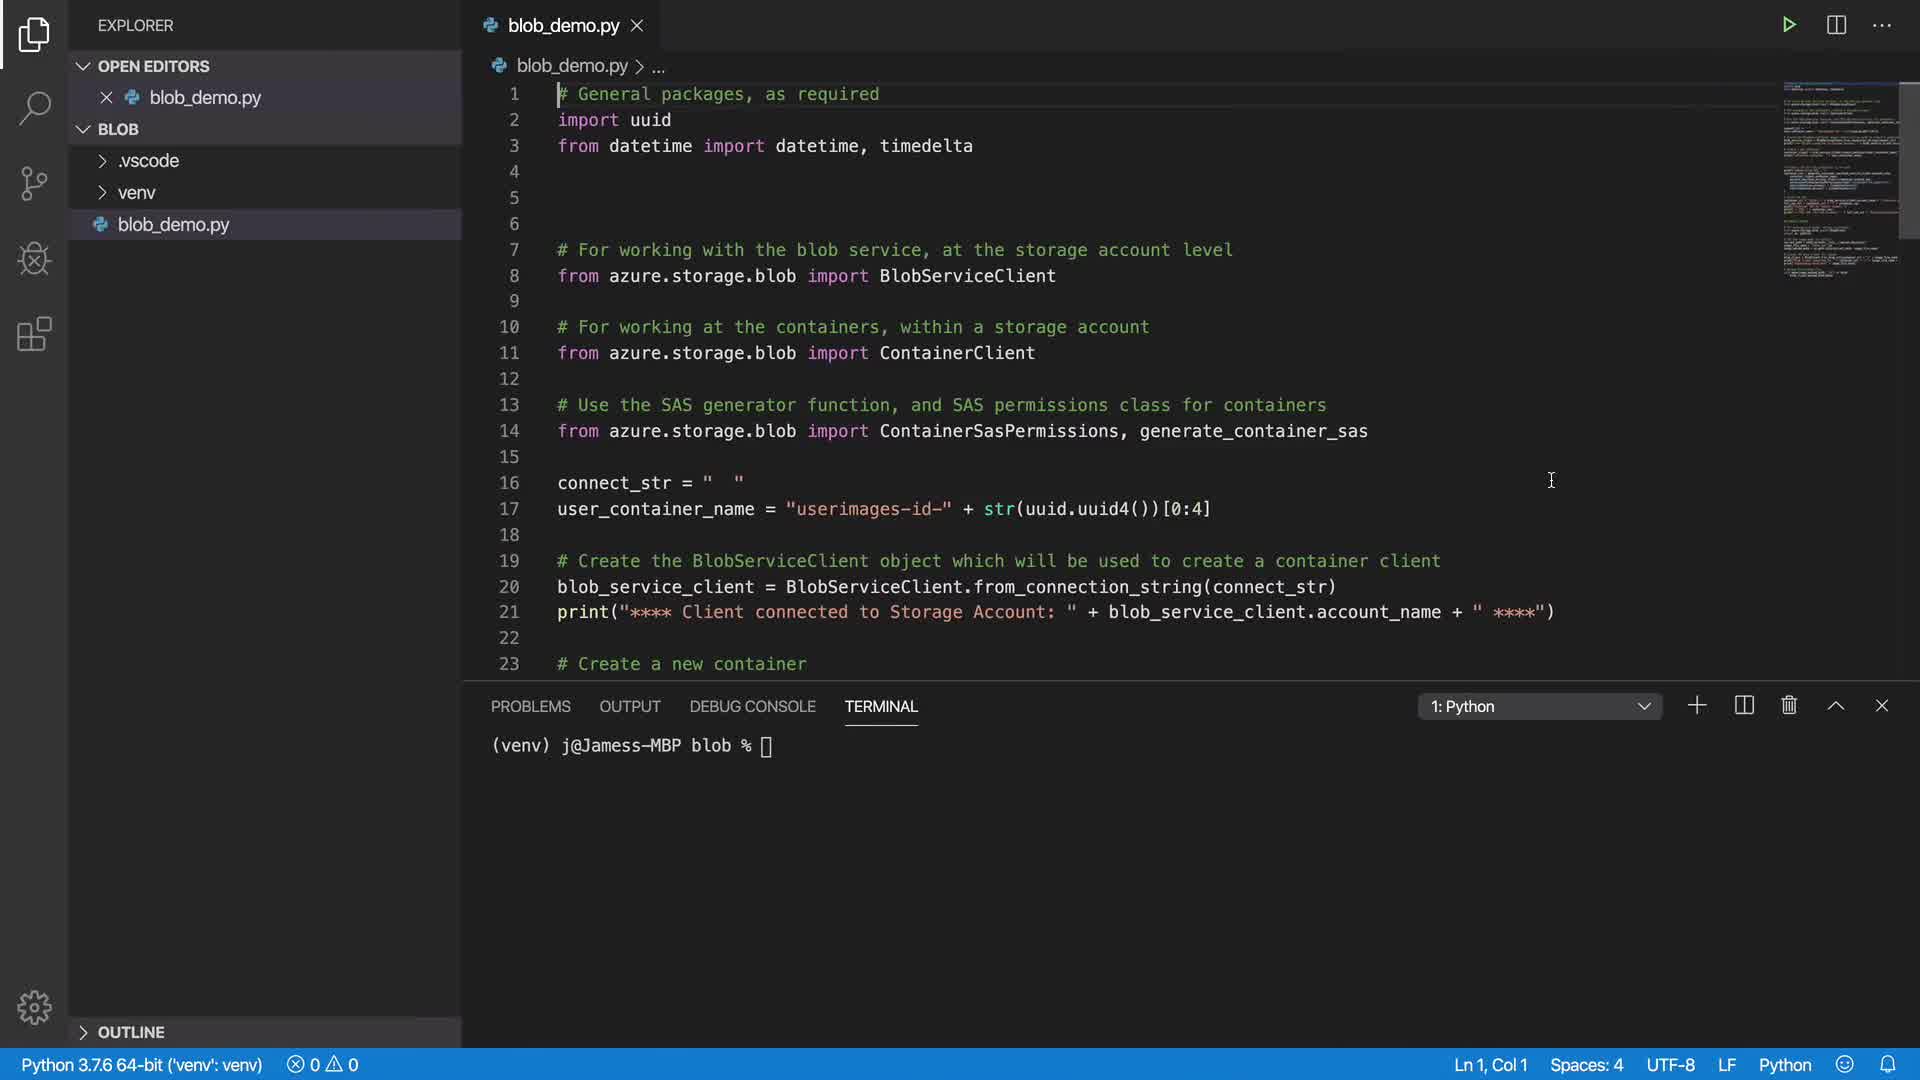 EXPLORER
OPEN EDITORS
blob_demo.py
BLOB
.vscode
venv
blob_demo.py
OUTLINE
blob_demo.py
blob_demo.py > ...
1 # General packages, as required
2 import uuid
3 from datetime import datetime, timedelta
4
5
6
7 # For working with the blob service, at the storage account level
8 from azure.storage.blob import BlobServiceClient
9
10 # For working at the containers, within a storage account
11 from azure.storage.blob import ContainerClient
12
13 # Use the SAS generator function, and SAS permissions class for containers
14 from azure.storage.blob import ContainerSasPermissions, generate_container_sas
15
16 connect_str = "  "
17 user_container_name = "userimages-id-" + str(uuid.uuid4())[0:4]
18
19 # Create the BlobServiceClient object which will be used to create a container client
20 blob_service_client = BlobServiceClient.from_connection_string(connect_str)
21 print("**** Client connected to Storage Account: " + blob_service_client.account_name + " ****")
22
23 # Create a new container
PROBLEMS OUTPUT DEBUG CONSOLE TERMINAL 1: Python
(venv) j@Jamess-MBP blob %
Python 3.7.6 64-bit ('venv': venv) 0 0 Ln 1, Col 1 Spaces: 4 UTF-8 LF Python